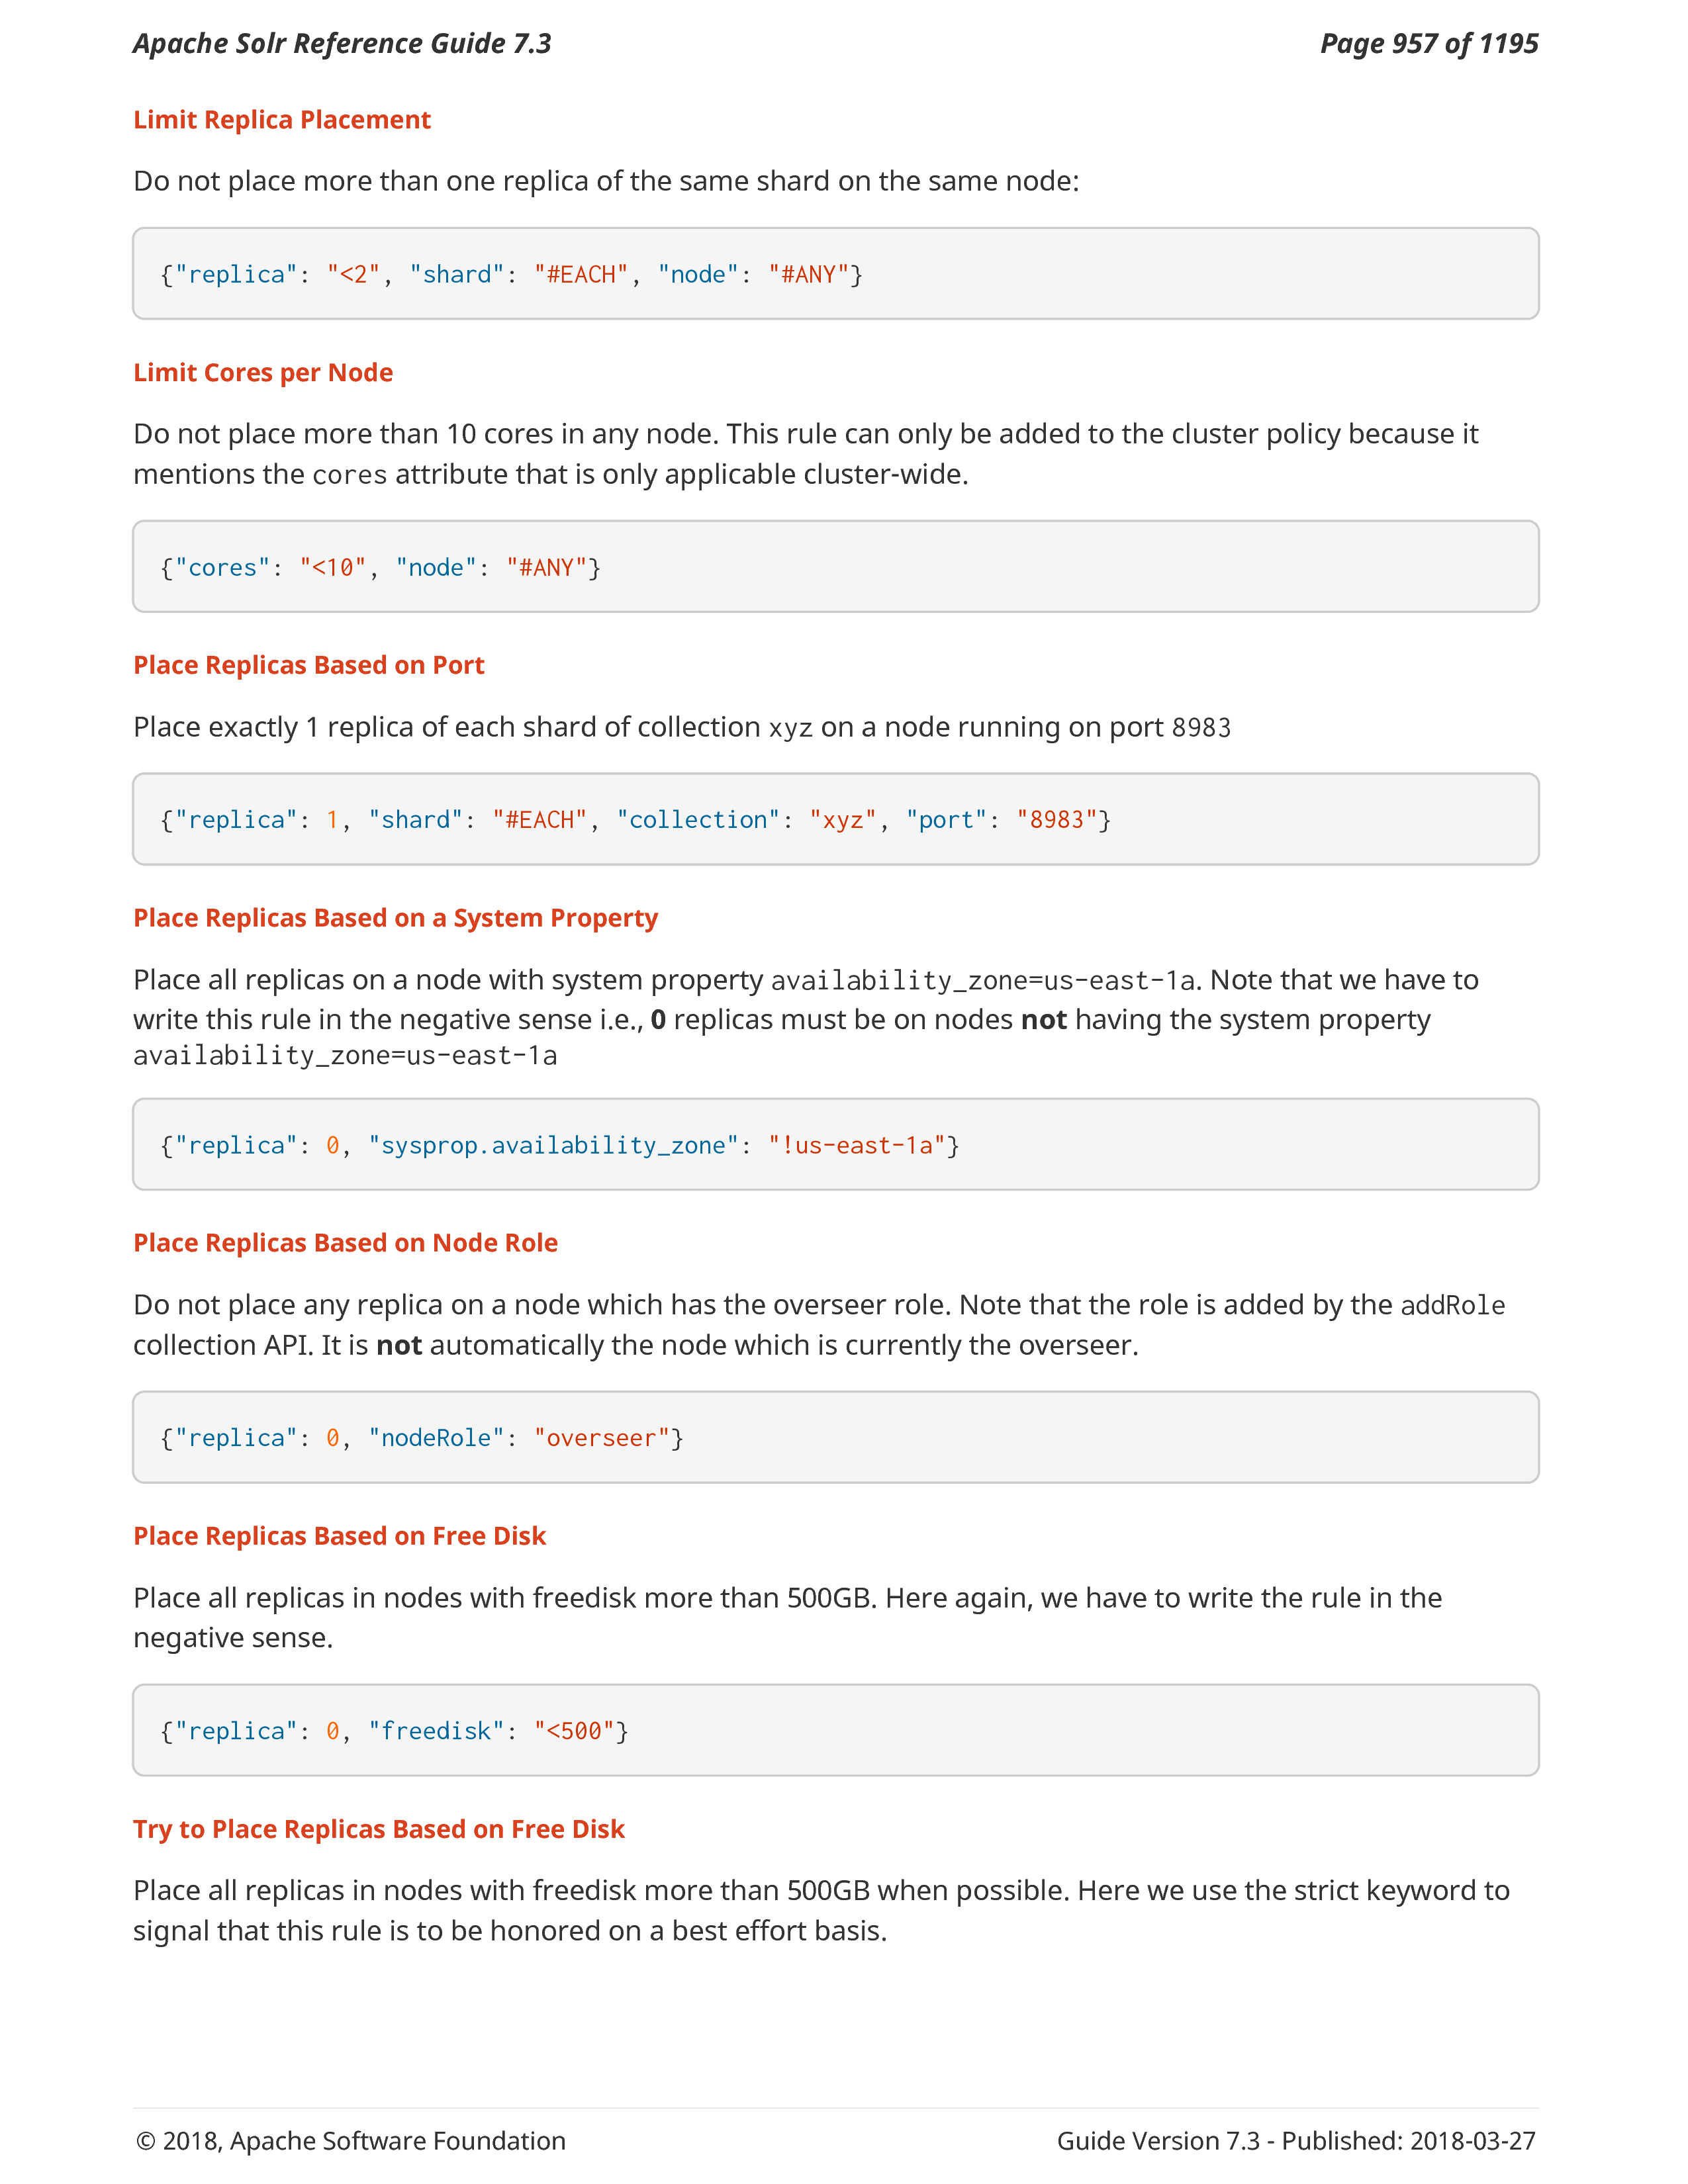 Apache Solr Reference Guide 7.3 Page 957 of 1195
Limit Replica Placement
Do not place more than one replica of the same shard on the same node:
{"replica": "<2", "shard": "#EACH", "node": "#ANY"}
Limit Cores per Node
Do not place more than 10 cores in any node. This rule can only be added to the cluster policy because it
mentions the cores attribute that is only applicable cluster-wide.
{"cores": "<10", "node": "#ANY"}
Place Replicas Based on Port
Place exactly 1 replica of each shard of collection xyz on a node running on port 8983
{"replica": 1, "shard": "#EACH", "collection": "xyz", "port": "8983"}
Place Replicas Based on a System Property
Place all replicas on a node with system property availability_zone=us-east-1a. Note that we have to
write this rule in the negative sense i.e., 0 replicas must be on nodes not having the system property
availability_zone=us-east-1a
{"replica": 0, "sysprop.availability_zone": "!us-east-1a"}
Place Replicas Based on Node Role
Do not place any replica on a node which has the overseer role. Note that the role is added by the addRole
collection API. It is not automatically the node which is currently the overseer.
{"replica": 0, "nodeRole": "overseer"}
Place Replicas Based on Free Disk
Place all replicas in nodes with freedisk more than 500GB. Here again, we have to write the rule in the
negative sense.
{"replica": 0, "freedisk": "<500"}
Try to Place Replicas Based on Free Disk
Place all replicas in nodes with freedisk more than 500GB when possible. Here we use the strict keyword to
signal that this rule is to be honored on a best effort basis.
© 2018, Apache Software Foundation Guide Version 7.3 - Published: 2018-03-27